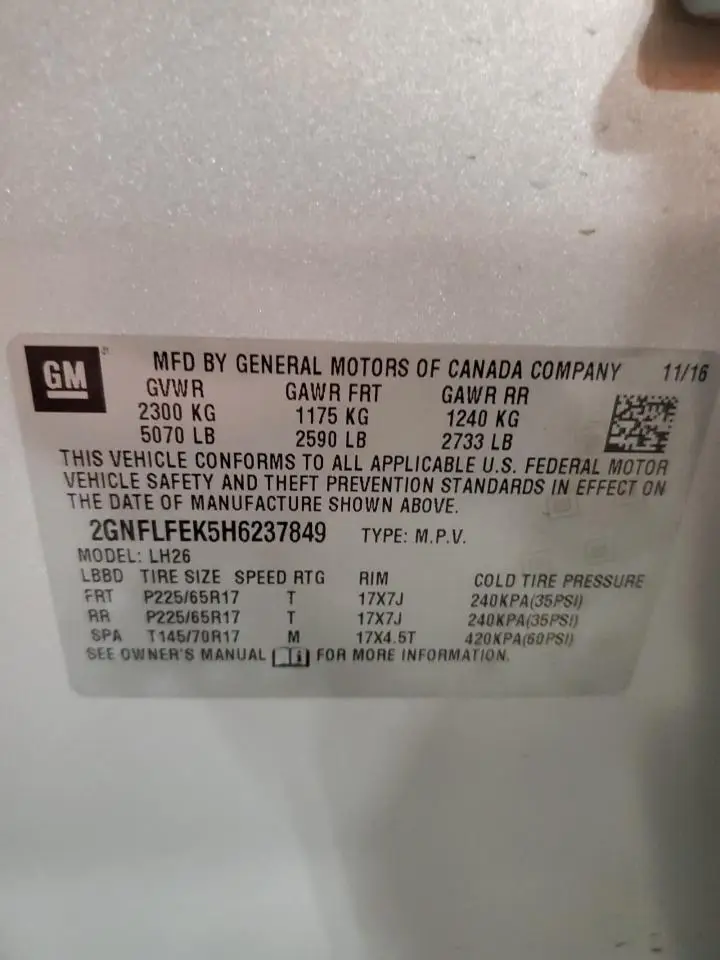 GM
MFD BY GENERAL MOTORS OF CANADA COMPANY 11/16
GVWR GAWR FRT GAWR RR
2300 KG 1175 KG 1240 KG
5070 LB 2590 LB 2733 LB
THIS VEHICLE CONFORMS TO ALL APPLICABLE U.S. FEDERAL MOTOR
VEHICLE SAFETY AND THEFT PREVENTION STANDARDS IN EFFECT ON
THE DATE OF MANUFACTURE SHOWN ABOVE.
2GNFLFEK5H6237849 TYPE: M.P.V.
MODEL: LH26
LBBD TIRE SIZE SPEED RTG RIM COLD TIRE PRESSURE
FRT P225/65R17 T 17X7J 240KPA(35PSI)
RR P225/65R17 T 17X7J 240KPA(35PSI)
SPA T145/70R17 M 17X4.5T 420KPA(60PSI)
SEE OWNER'S MANUAL i FOR MORE INFORMATION.